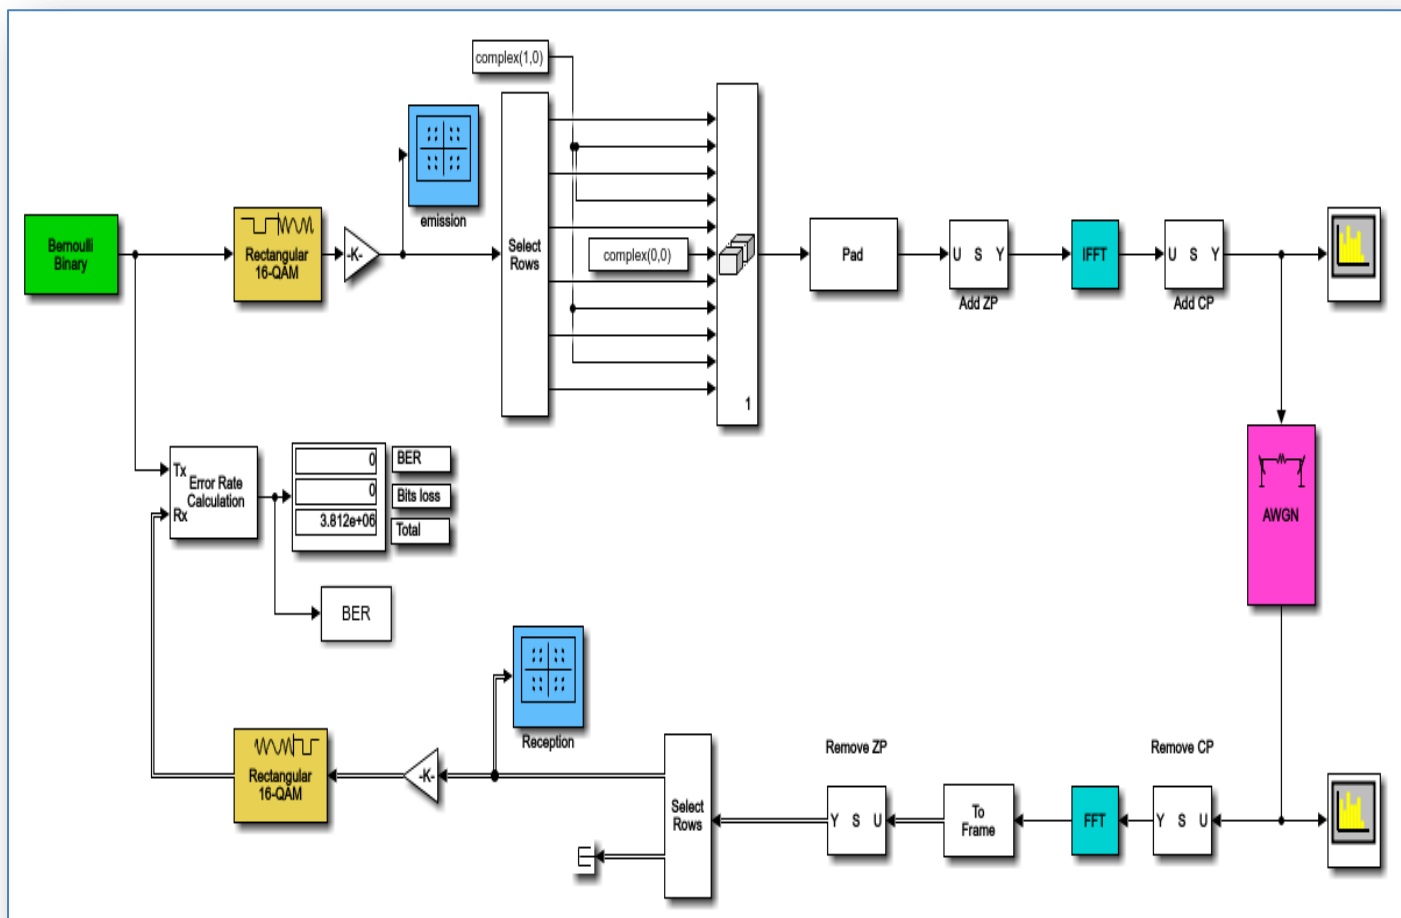 complex(1,0)
emission
Bernoulli
Binary
Rectangular
16-QAM
-K-
Select
Rows
complex(0,0)
1
Pad
U S Y
Add ZP
IFFT
U S Y
Add CP
AWGN
Tx
Rx
Error Rate
Calculation
0
0
3.812e+06
BER
Bits loss
Total
BER
Reception
Rectangular
16-QAM
-K-
Select
Rows
Remove ZP
Y S U
To
Frame
FFT
Remove CP
Y S U